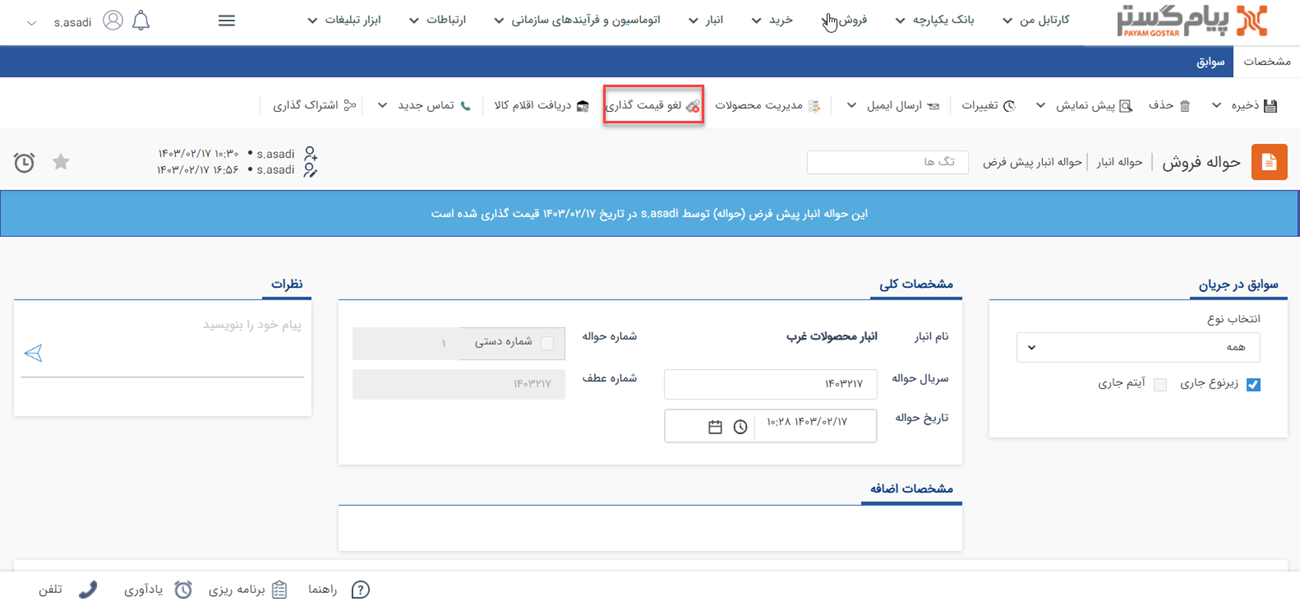 پیام گستر
PAYAM GOSTAR
کارتابل من
بانک یکپارچه
فروش
خرید
انبار
اتوماسیون و فرآیندهای سازمانی
ارتباطات
ابزار تبلیغات
s.asadi
مشخصات
سوابق
ذخیره
حذف
پیش نمایش
تغییرات
ارسال ایمیل
مدیریت محصولات
لغو قیمت گذاری
دریافت اقلام کالا
تماس جدید
اشتراک گذاری
حواله فروش
حواله انبار
حواله انبار پیش فرض
تگ ها
s.asadi • ۱۰:۳۰ ۱۴۰۳/۰۲/۱۷
s.asadi • ۱۶:۵۶ ۱۴۰۳/۰۲/۱۷
این حواله انبار پیش فرض (حواله) توسط s.asadi در تاریخ ۱۴۰۳/۰۲/۱۷ قیمت گذاری شده است
سوابق در جریان
انتخاب نوع
همه
زیرنوع جاری
آیتم جاری
مشخصات کلی
نام انبار
انبار محصولات غرب
شماره حواله
شماره دستی
۱
سریال حواله
۱۴۰۳۲۱۷
شماره عطف
۱۴۰۳۲۱۷
تاریخ حواله
۱۴۰۳/۰۲/۱۷ ۱۰:۲۸
مشخصات اضافه
نظرات
پیام خود را بنویسید
راهنما
برنامه ریزی
یادآوری
تلفن